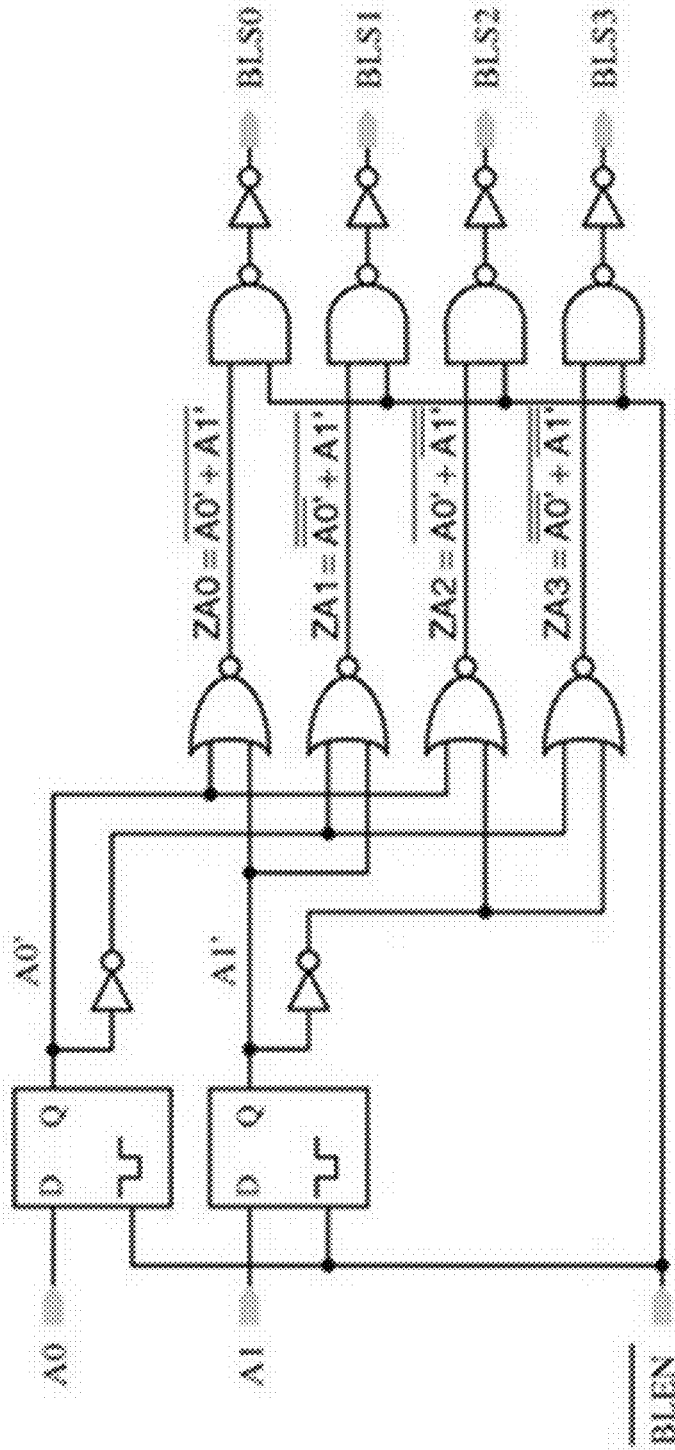 A0
D Q
A0'
A1
D Q
A1'
BLEN
ZA0 = A0' + A1'
ZA1 = A0' + A1'
ZA2 = A0' + A1'
ZA3 = A0' + A1'
BLS0
BLS1
BLS2
BLS3